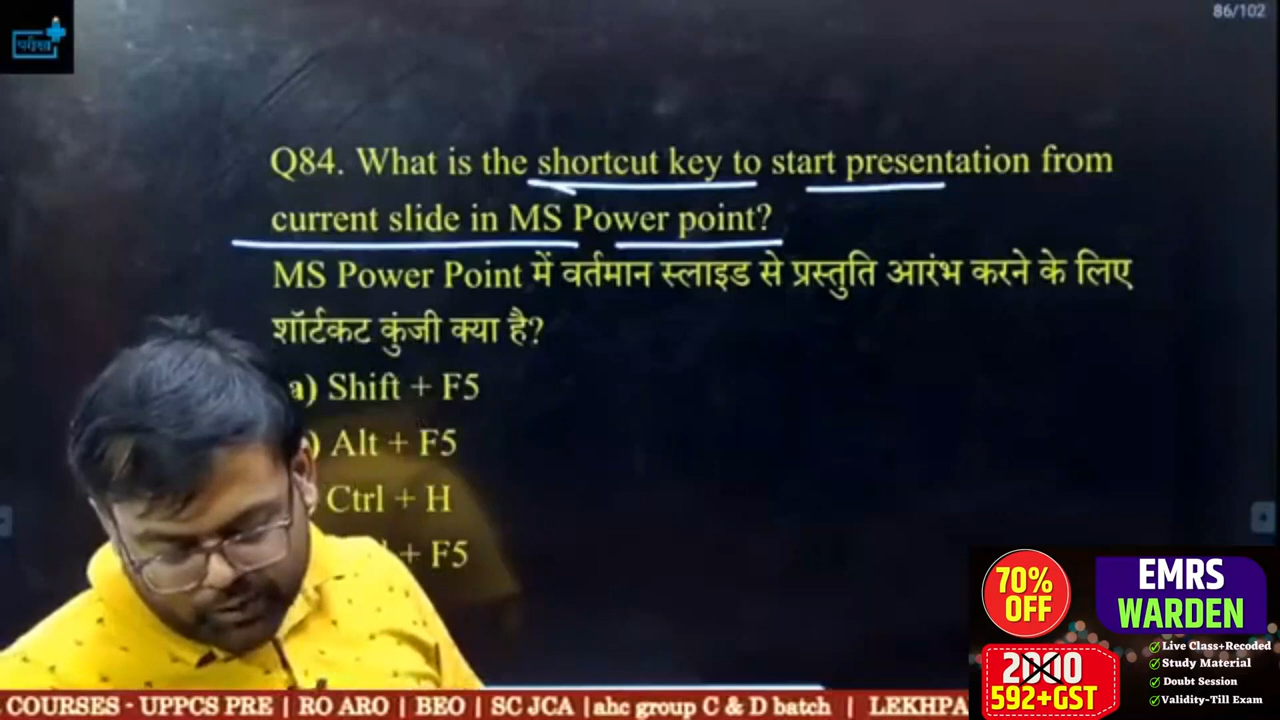 86/102
परीक्षा
Q84. What is the shortcut key to start presentation from
current slide in MS Power point?
MS Power Point में वर्तमान स्लाइड से प्रस्तुति आरंभ करने के लिए
शॉर्टकट कुंजी क्या है?
a) Shift + F5
) Alt + F5
Ctrl + H
+ F5
70%
OFF
EMRS
WARDEN
2000
592+GST
Live Class+Recoded
Study Material
Doubt Session
Validity-Till Exam
COURSES - UPPCS PRE | RO ARO | BEO | SC JCA |ahc group C & D batch | LEKHPA